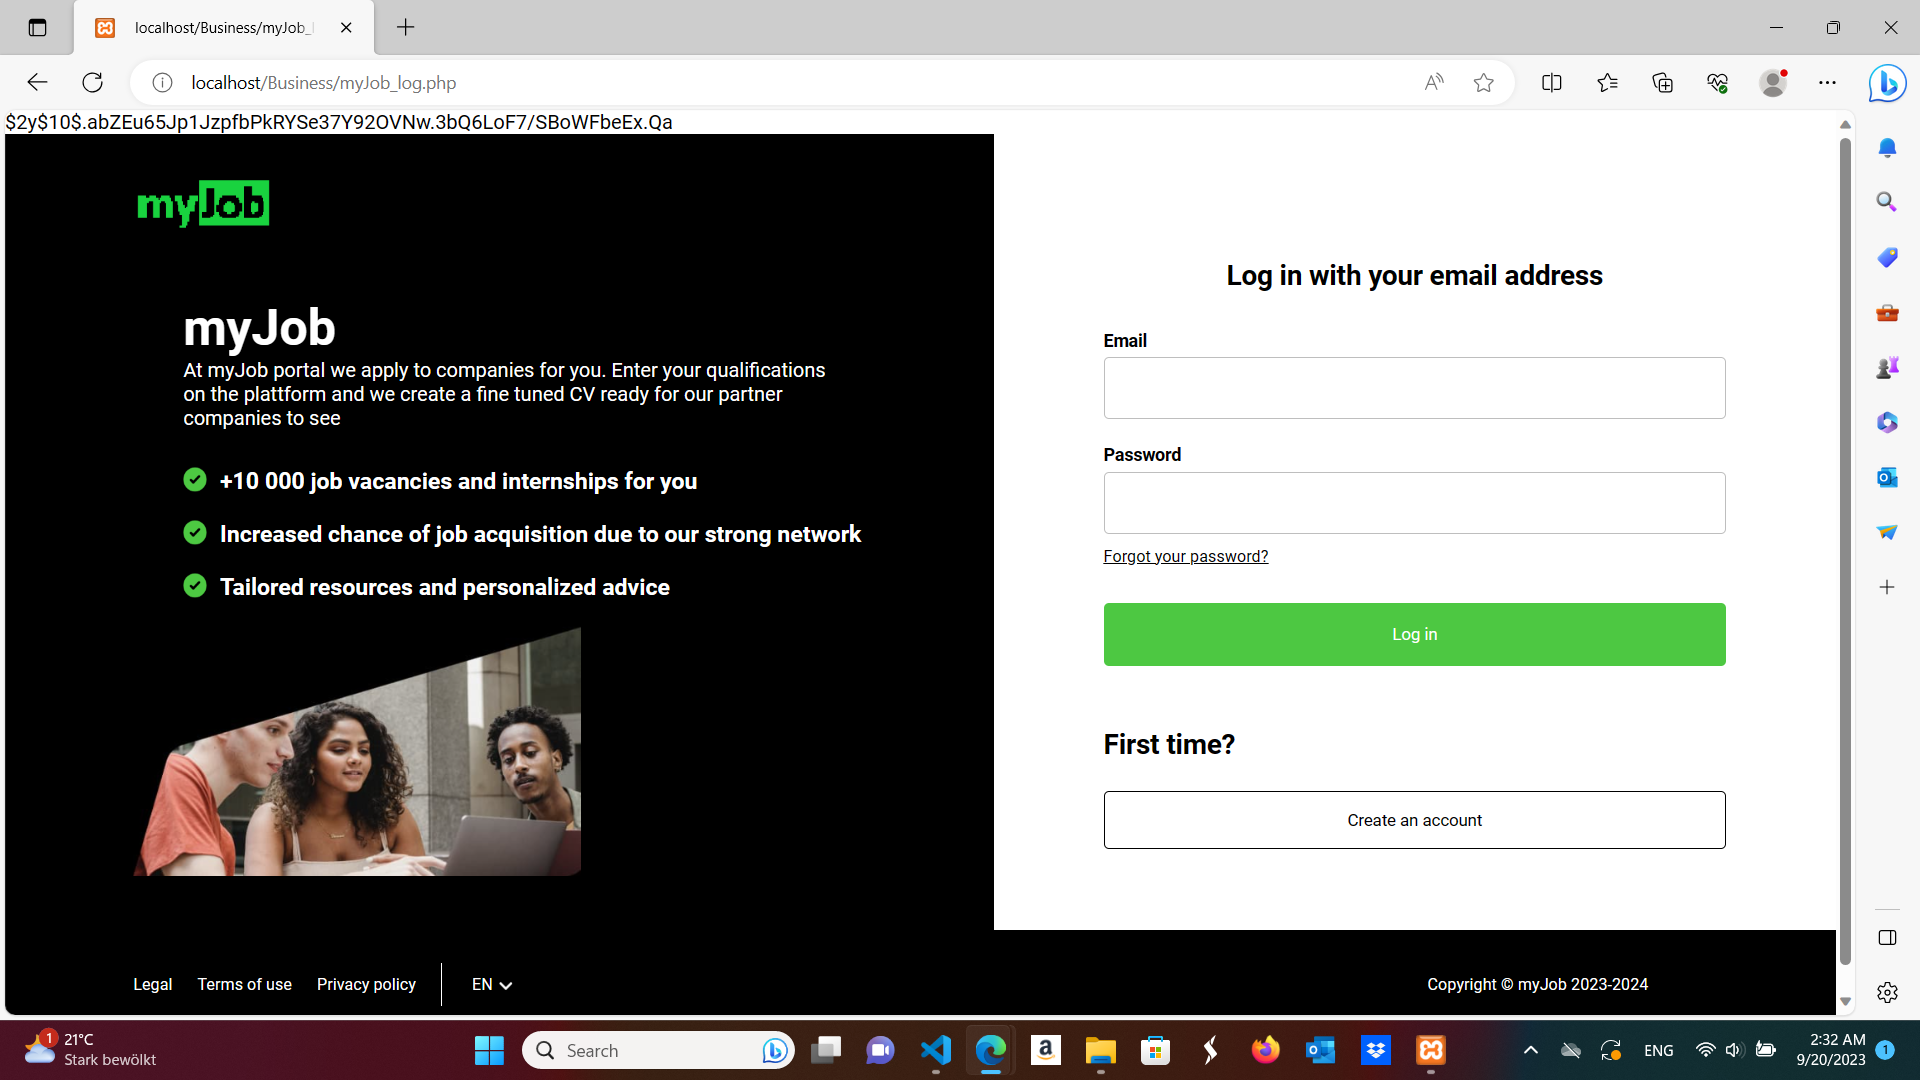 localhost/Business/myJob_l
localhost/Business/myJob_log.php
$2y$10$.abZEu65Jp1JzpfbPkRYSe37Y92OVNw.3bQ6LoF7/SBoWFbeEx.Qa
myJob
myJob
At myJob portal we apply to companies for you. Enter your qualifications
on the plattform and we create a fine tuned CV ready for our partner
companies to see
+10 000 job vacancies and internships for you
Increased chance of job acquisition due to our strong network
Tailored resources and personalized advice
Log in with your email address
Email
Password
Forgot your password?
Log in
First time?
Create an account
Legal Terms of use Privacy policy EN
Copyright © myJob 2023-2024
1
21°C
Stark bewölkt
Search
ENG
2:32 AM
9/20/2023
1